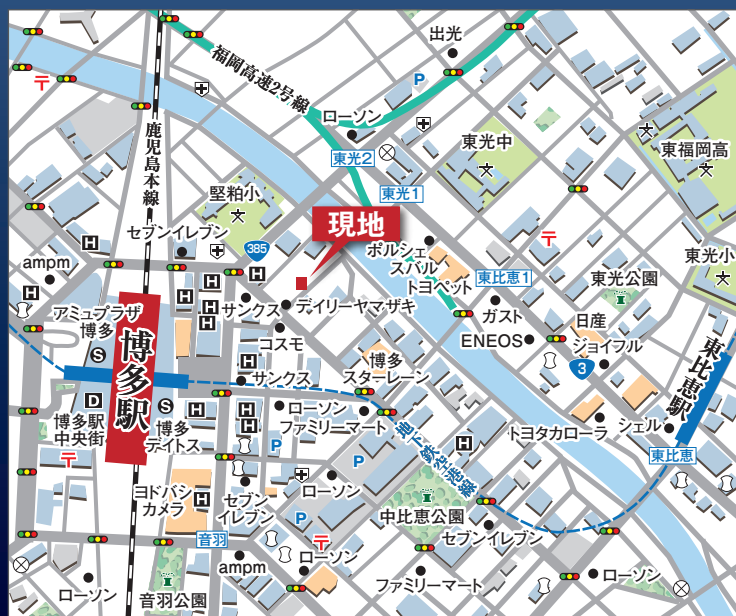 出光
福岡高速2号線
P
ローソン
東光2
東光中
東福岡高
鹿児島本線
堅粕小
東光1
セブンイレブン
385
現地
H
ampm
H
H
ポルシェ
スバル
トヨペット
東比恵1
東光公園
東光小
アミュプラザ
博多
H
H
H
H
サンクス
デイリーヤマザキ
ガスト
日産
コスモ
ENEOS
ジョイフル
S
博多駅
博多
スターレーン
3
東比恵駅
サンクス
D
S
H
H
H
ローソン
ファミリーマート
トヨタカローラ
シェル
博多駅
中央街
博多
デイトス
P
地下鉄空港線
H
東比恵
P
ヨドバシ
カメラ
H
セブン
イレブン
ローソン
P
中比恵公園
セブンイレブン
音羽
ampm
ローソン
ローソン
音羽公園
ファミリーマート
ローソン